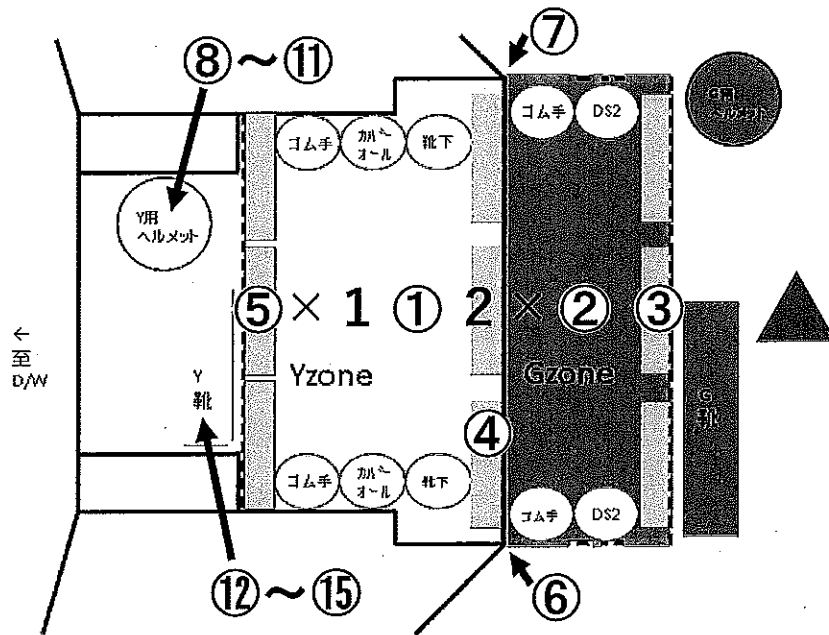 ⑧～⑪
⑦
ゴム手
カバーオール
靴下
ゴム手
DS2
G用
ヘルメット
Y用
ヘルメット
⑤ × 1 ① 2 × ② ③
←
至
D/W
Y
靴
Yzone
Gzone
G
靴
④
ゴム手
カバーオール
靴下
ゴム手
DS2
⑫～⑮
⑥